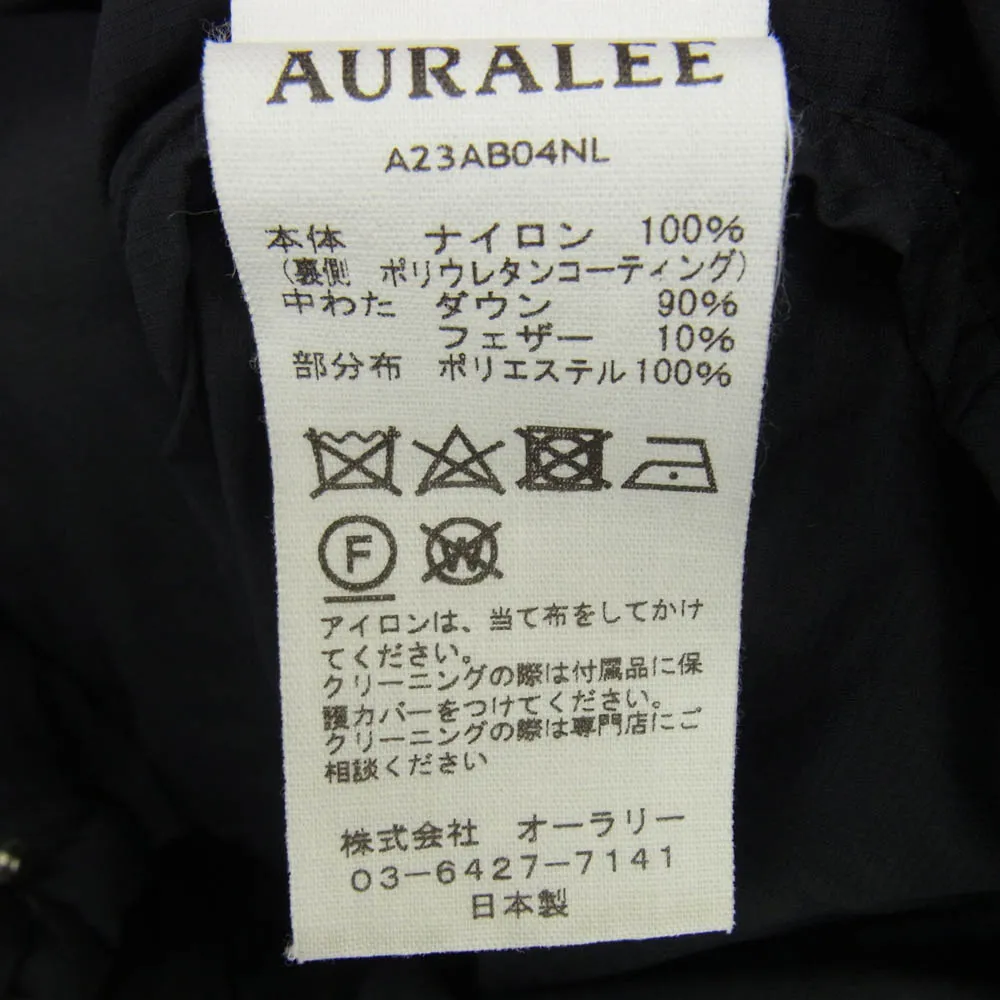 AURALEE
A23AB04NL
本体 ナイロン 100%
(裏側 ポリウレタンコーティング)
中わた ダウン 90%
フェザー 10%
部分布 ポリエステル 100%
F W
アイロンは、当て布をしてかけ
てください。
クリーニングの際は付属品に保
護カバーをつけてください。
クリーニングの際は専門店にご
相談ください
株式会社 オーラリー
03-6427-7141
日本製